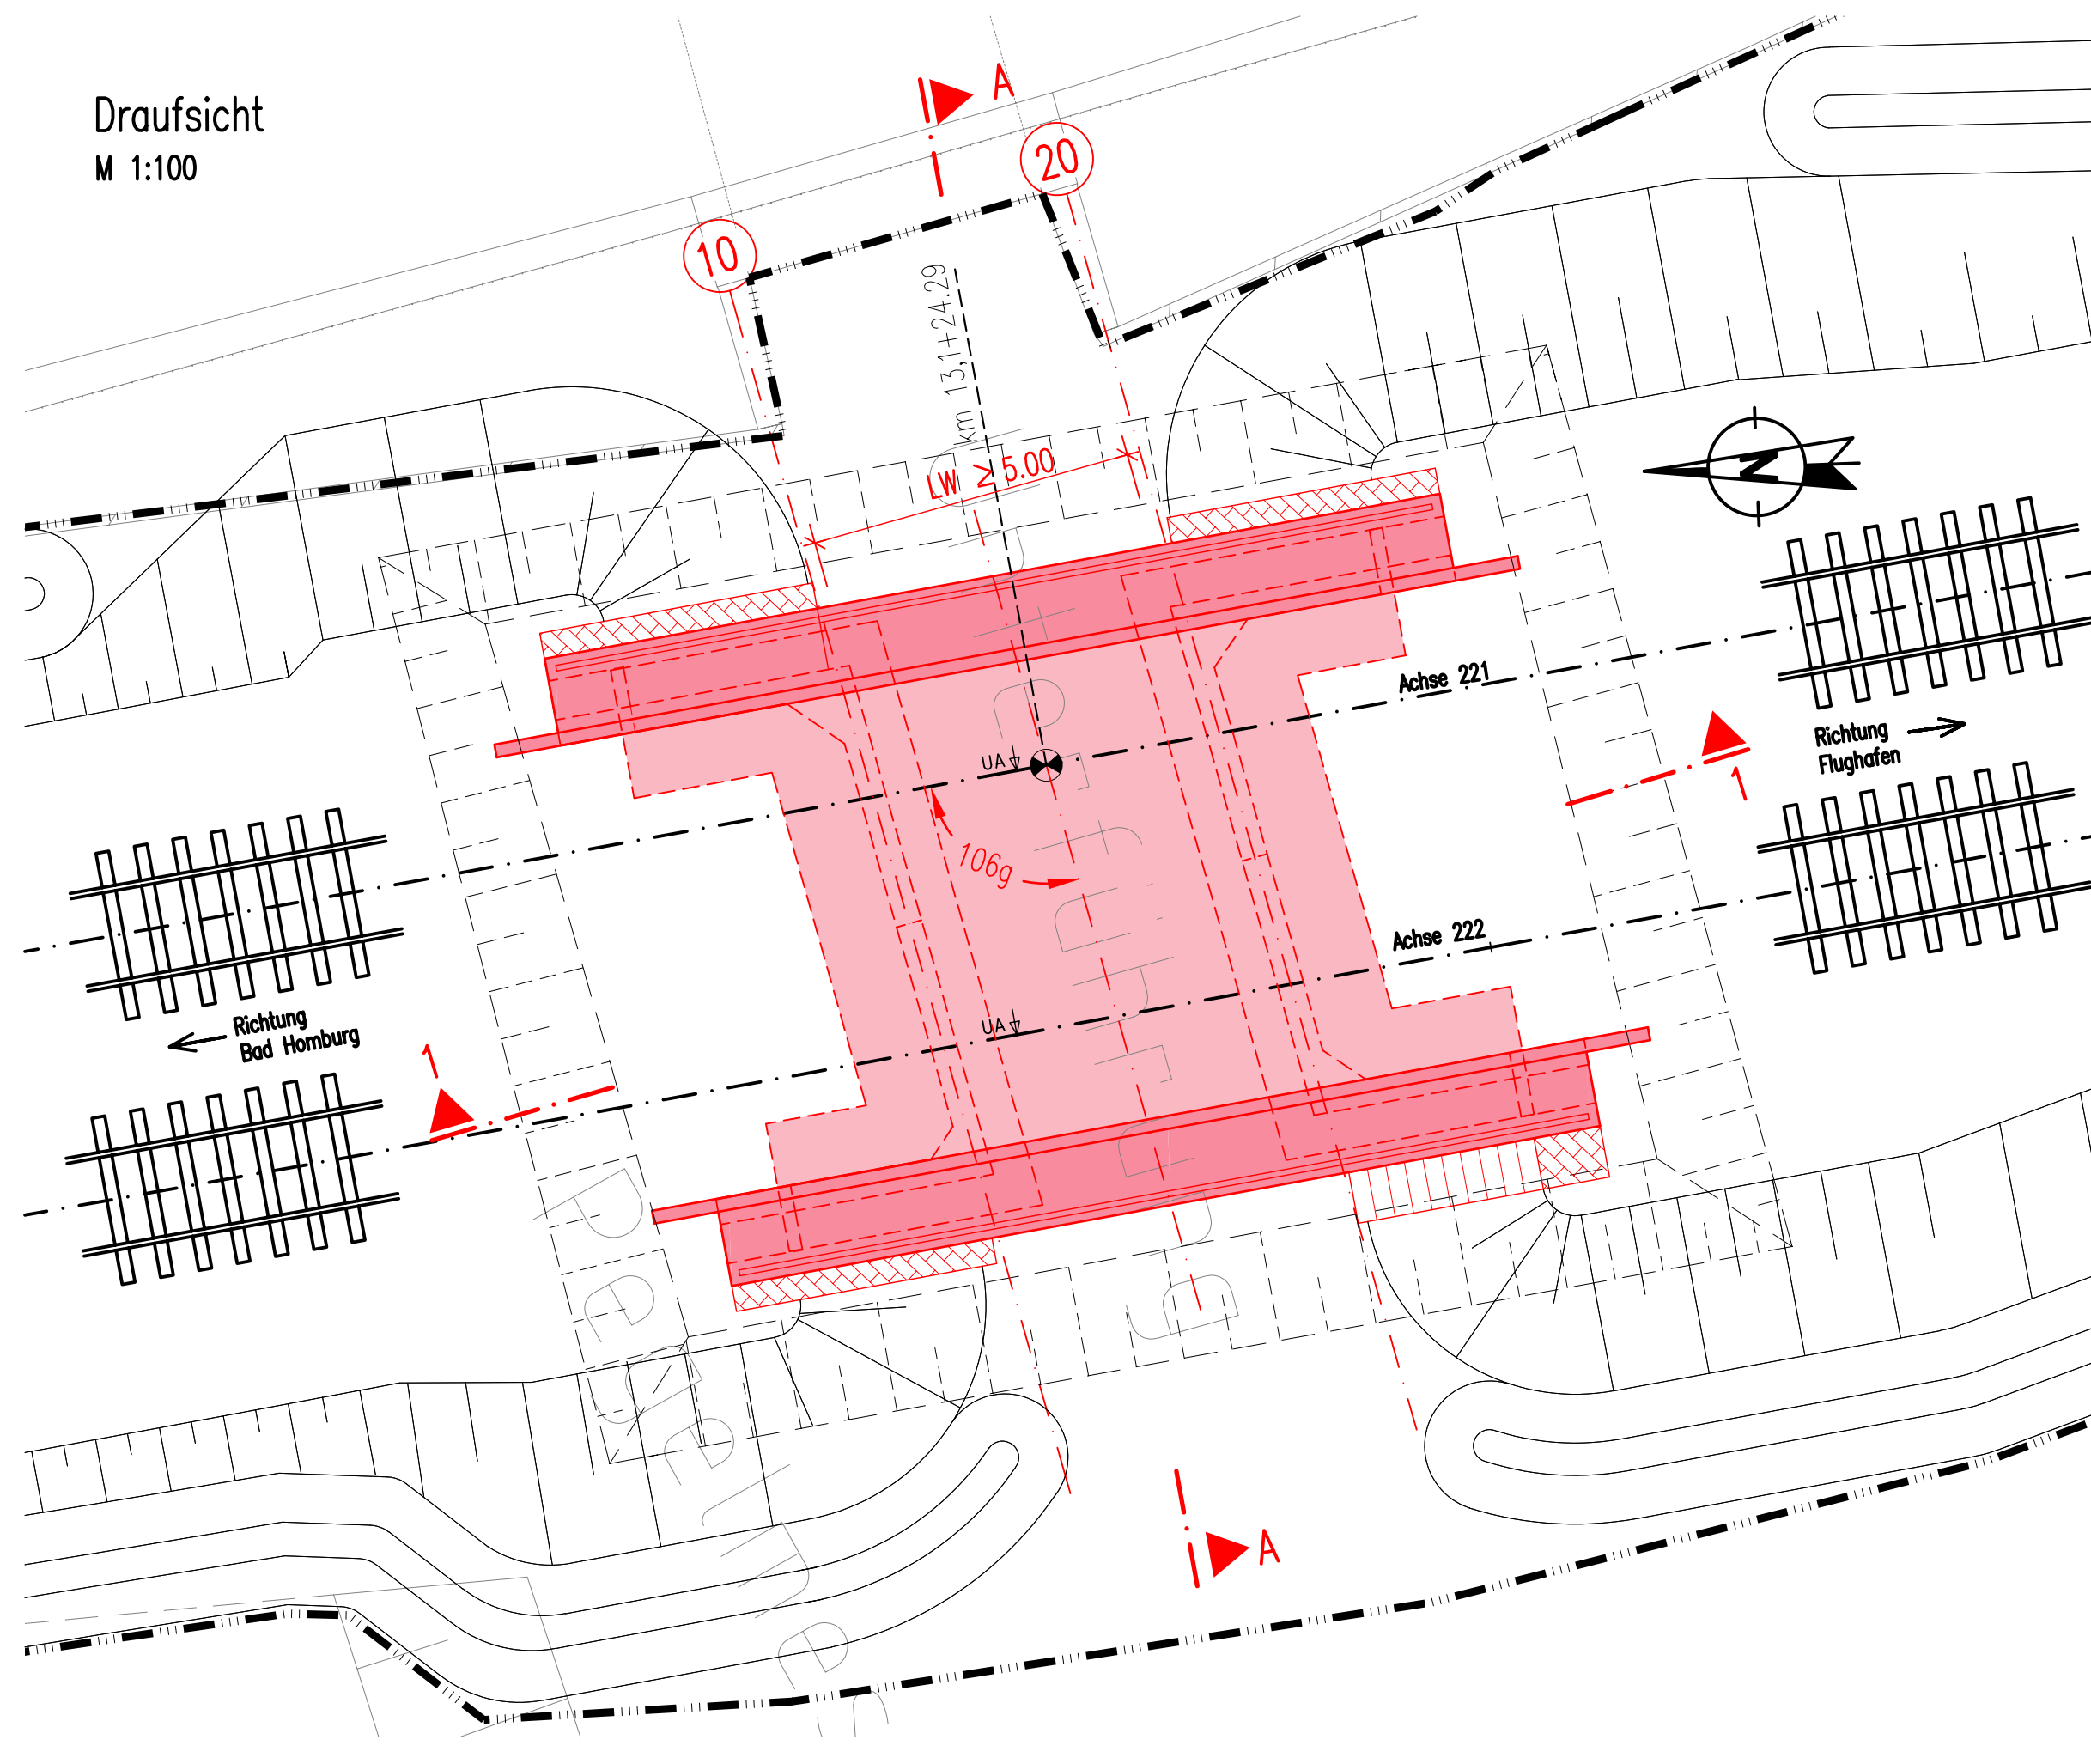 Draufsicht
M 1:100
A
20
10
km 13,1+24.29
LW ≥ 5.00
N
Achse 221
UA
106g
Richtung
Flughafen
1
Achse 222
UA
Richtung
Bad Homburg
1
A